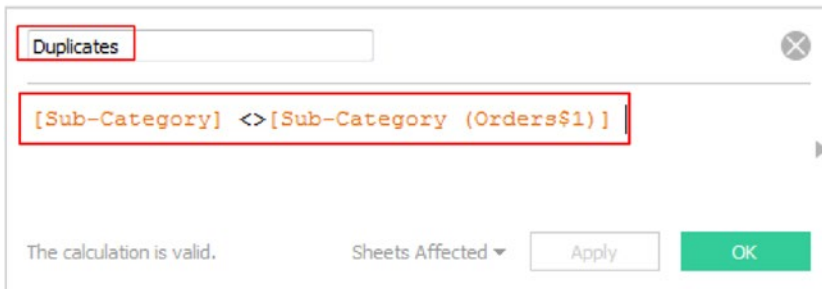 Duplicates
[Sub-Category] <>[Sub-Category (Orders$1)]
The calculation is valid. Sheets Affected Apply OK